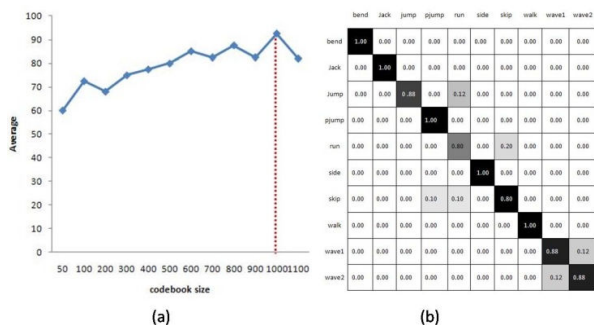 100
90
80
70
60
50
40
30
20
10
0
Average
50 100 200 300 400 500 600 700 800 900 1000 1100
codebook size
(a)
bend Jack jump pjump run side skip walk wave1 wave2
bend 1.00 0.00 0.00 0.00 0.00 0.00 0.00 0.00 0.00 0.00
Jack 0.00 1.00 0.00 0.00 0.00 0.00 0.00 0.00 0.00 0.00
Jump 0.00 0.00 0.88 0.00 0.12 0.00 0.00 0.00 0.00 0.00
pjump 0.00 0.00 0.00 1.00 0.00 0.00 0.00 0.00 0.00 0.00
run 0.00 0.00 0.00 0.00 0.80 0.00 0.20 0.00 0.00 0.00
side 0.00 0.00 0.00 0.00 0.00 1.00 0.00 0.00 0.00 0.00
skip 0.00 0.00 0.00 0.10 0.10 0.00 0.80 0.00 0.00 0.00
walk 0.00 0.00 0.00 0.00 0.00 0.00 0.00 1.00 0.00 0.00
wave1 0.00 0.00 0.00 0.00 0.00 0.00 0.00 0.00 0.88 0.12
wave2 0.00 0.00 0.00 0.00 0.00 0.00 0.00 0.00 0.12 0.88
(b)